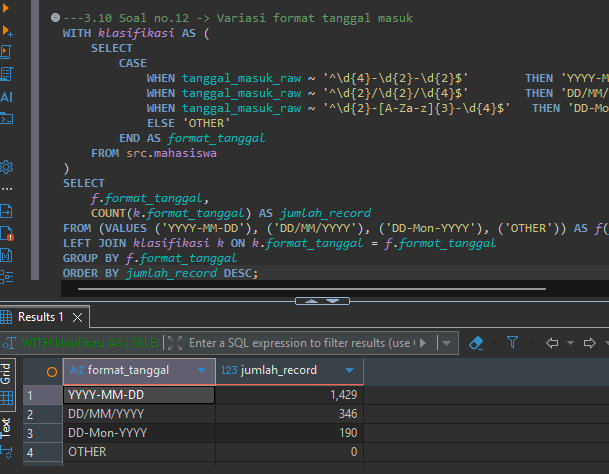 ---3.10 Soal no.12 -> Variasi format tanggal masuk
WITH klasifikasi AS (
SELECT
CASE
WHEN tanggal_masuk_raw ~ '^\d{4}-\d{2}-\d{2}$' THEN 'YYYY-M
WHEN tanggal_masuk_raw ~ '^\d{2}/\d{2}/\d{4}$' THEN 'DD/MM/
WHEN tanggal_masuk_raw ~ '^\d{2}-[A-Za-z]{3}-\d{4}$' THEN 'DD-Mo
ELSE 'OTHER'
END AS format_tanggal
FROM src.mahasiswa
)
SELECT
f.format_tanggal,
COUNT(k.format_tanggal) AS jumlah_record
FROM (VALUES ('YYYY-MM-DD'), ('DD/MM/YYYY'), ('DD-Mon-YYYY'), ('OTHER')) AS f(
LEFT JOIN klasifikasi k ON k.format_tanggal = f.format_tanggal
GROUP BY f.format_tanggal
ORDER BY jumlah_record DESC;
AI
Results 1
WITH klasifikasi AS ( SELE Enter a SQL expression to filter results (use
Grid
Text
A-Z format_tanggal 123 jumlah_record
1 YYYY-MM-DD 1,429
2 DD/MM/YYYY 346
3 DD-Mon-YYYY 190
4 OTHER 0